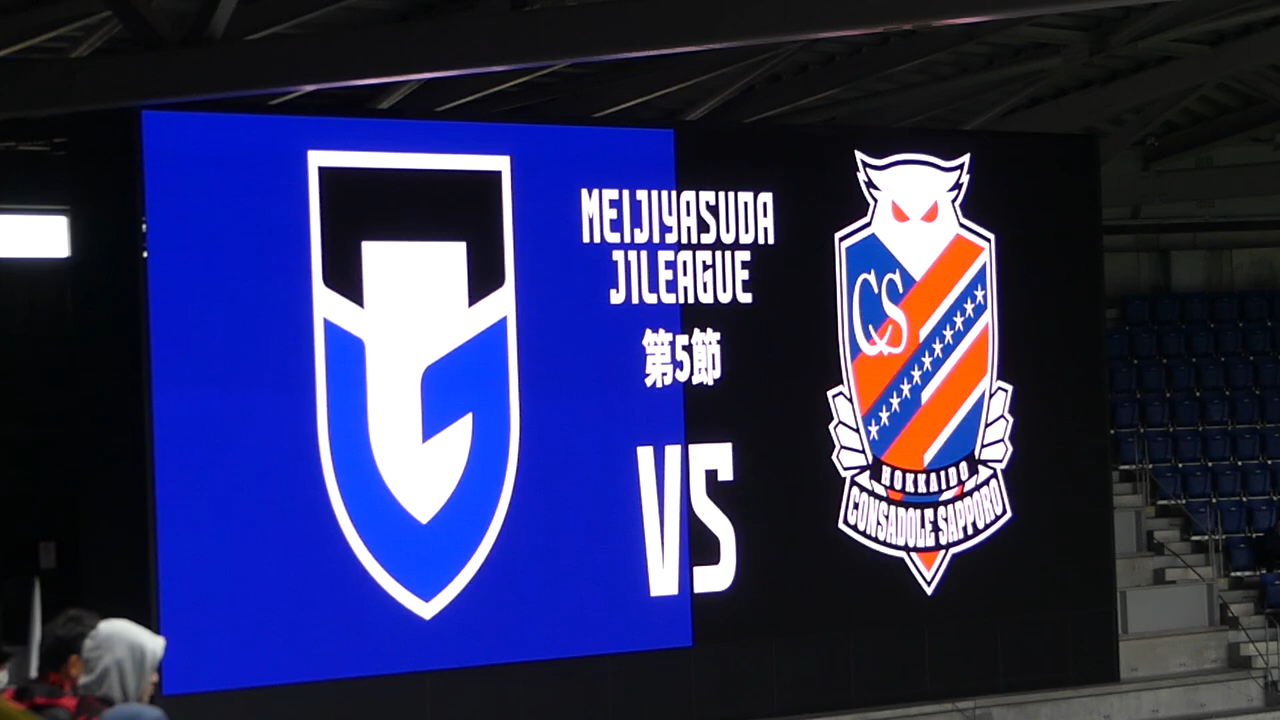 MEIJIYASUDA
J1LEAGUE
第5節
VS
CS
HOKKAIDO
CONSADOLE SAPPORO